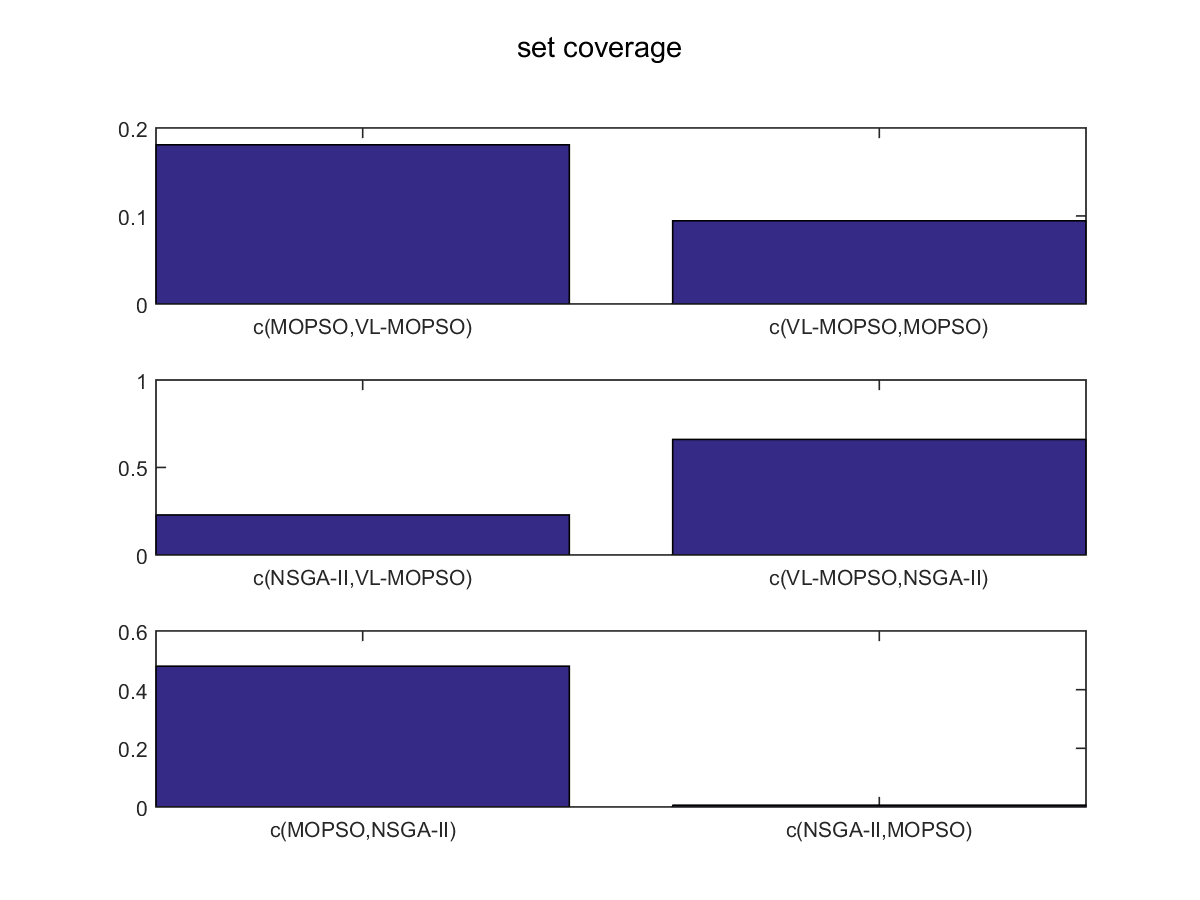 set coverage
0.2
0.1
0
c(MOPSO,VL-MOPSO) c(VL-MOPSO,MOPSO)
1
0.5
0
c(NSGA-II,VL-MOPSO) c(VL-MOPSO,NSGA-II)
0.6
0.4
0.2
0
c(MOPSO,NSGA-II) c(NSGA-II,MOPSO)